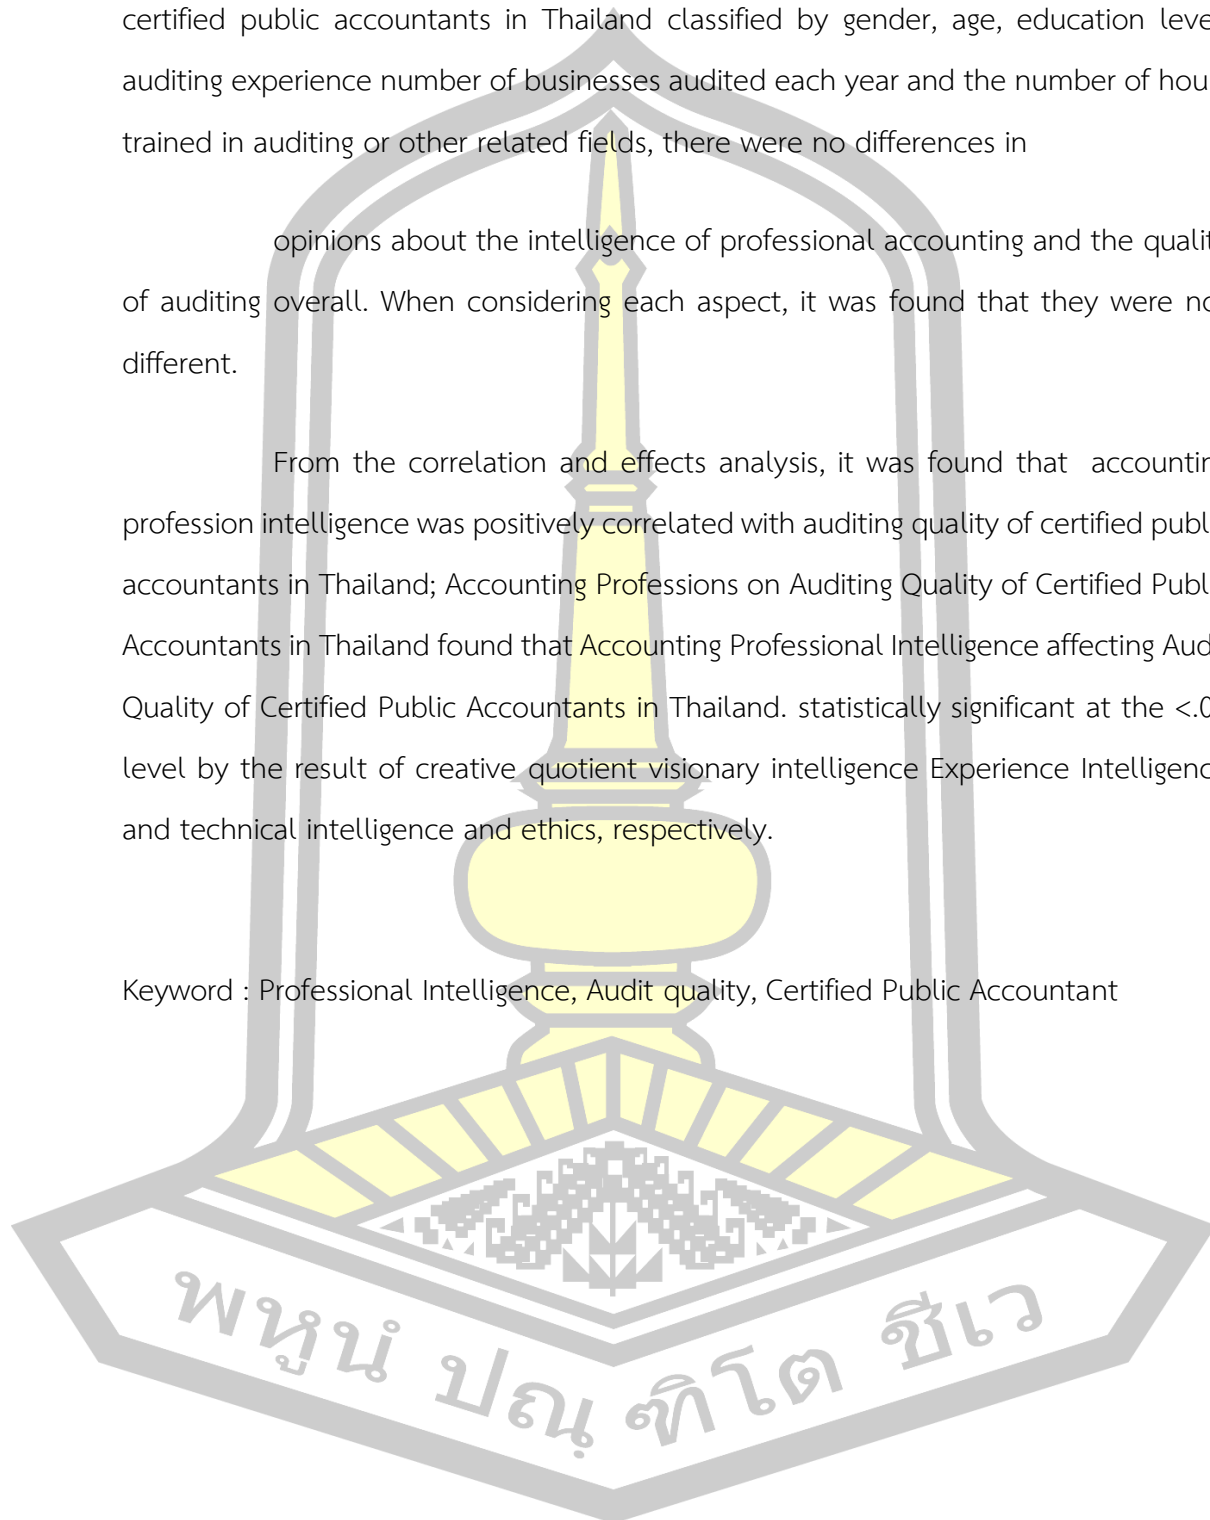 certified public accountants in Thailand classified by gender, age, education leve
auditing experience number of businesses audited each year and the number of hou
trained in auditing or other related fields, there were no differences in
opinions about the intelligence of professional accounting and the qualit
of auditing overall. When considering each aspect, it was found that they were no
different.
From the correlation and effects analysis, it was found that accountin
profession intelligence was positively correlated with auditing quality of certified publ
accountants in Thailand; Accounting Professions on Auditing Quality of Certified Publ
Accountants in Thailand found that Accounting Professional Intelligence affecting Aud
Quality of Certified Public Accountants in Thailand. statistically significant at the <.0
level by the result of creative quotient visionary intelligence Experience Intelligenc
and technical intelligence and ethics, respectively.
Keyword : Professional Intelligence, Audit quality, Certified Public Accountant
พหูนํ ปณฺฑิโต ชีเว